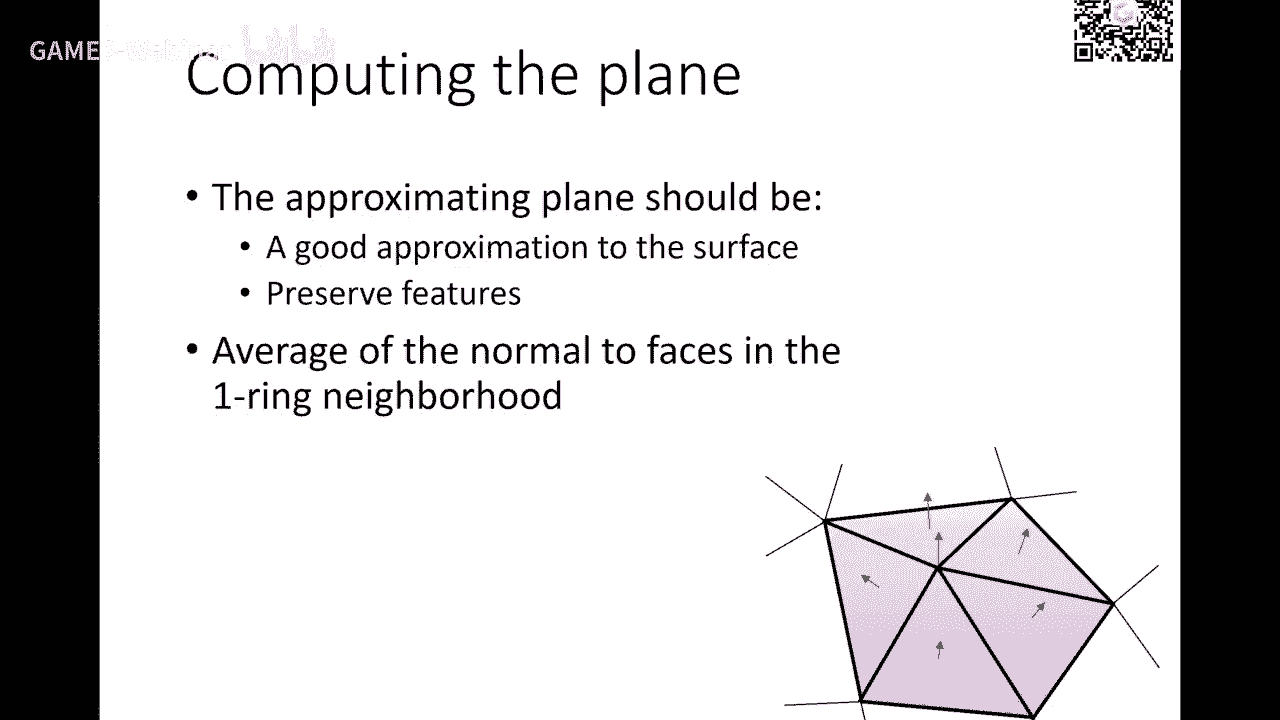 GAMES-Webinar
Computing the plane
• The approximating plane should be:
• A good approximation to the surface
• Preserve features
• Average of the normal to faces in the
1-ring neighborhood